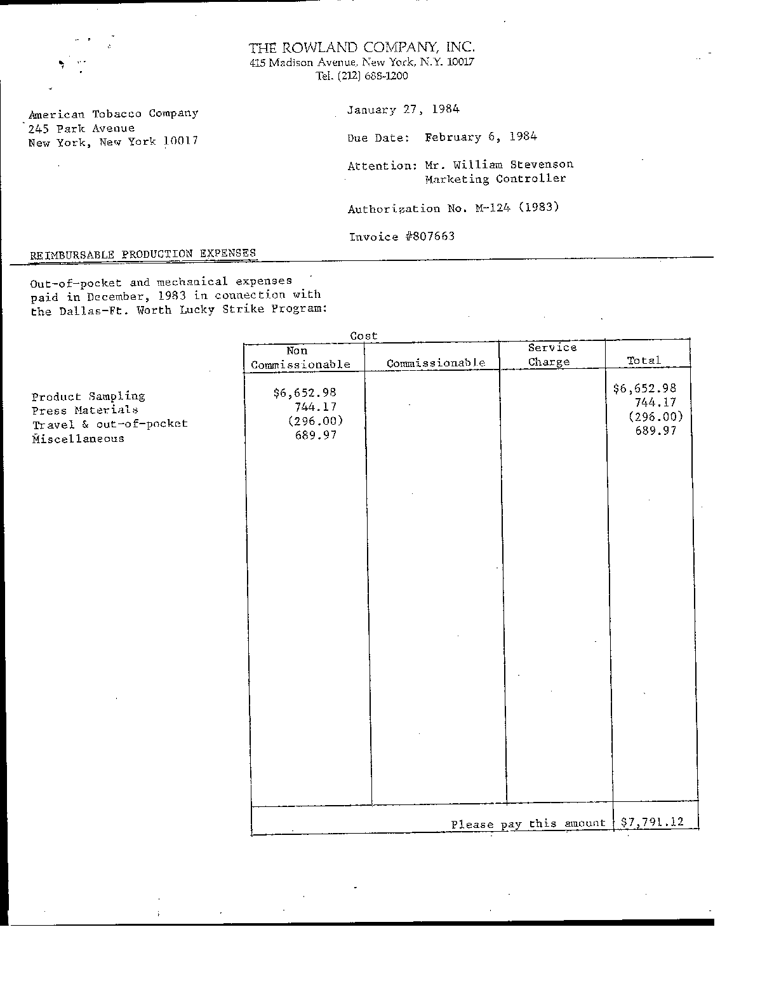 THE ROWLAND COMPANY, INC.
415 Madison Avenue, New York, N.Y. 10017
Tel. (212) 688-1200
American Tobacco Company
245 Park Avenue
New York, New York 10017
January 27, 1984
Due Date: February 6, 1984
Attention: Mr. William Stevenson
Marketing Controller
Authorization No. M-124 (1983)
Invoice #807663
REIMBURSABLE PRODUCTION EXPENSES
Out-of-pocket and mechanical expenses
paid in December, 1983 in connection with
the Dallas-Ft. Worth Lucky Strike Program:
Cost
Non Commissionable Commissionable Service Charge Total
Product Sampling $6,652.98 $6,652.98
Press Materials 744.17 744.17
Travel & out-of-pocket (296.00) (296.00)
Miscellaneous 689.97 689.97
Please pay this amount $7,791.12